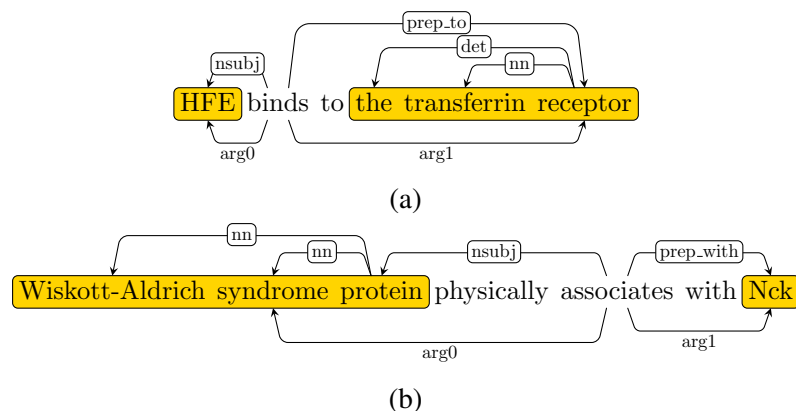 prep_to
det
nsubj nn
HFE binds to the transferrin receptor
arg0 arg1
(a)
nn
nn nsubj prep_with
Wiskott-Aldrich syndrome protein physically associates with Nck
arg0 arg1
(b)